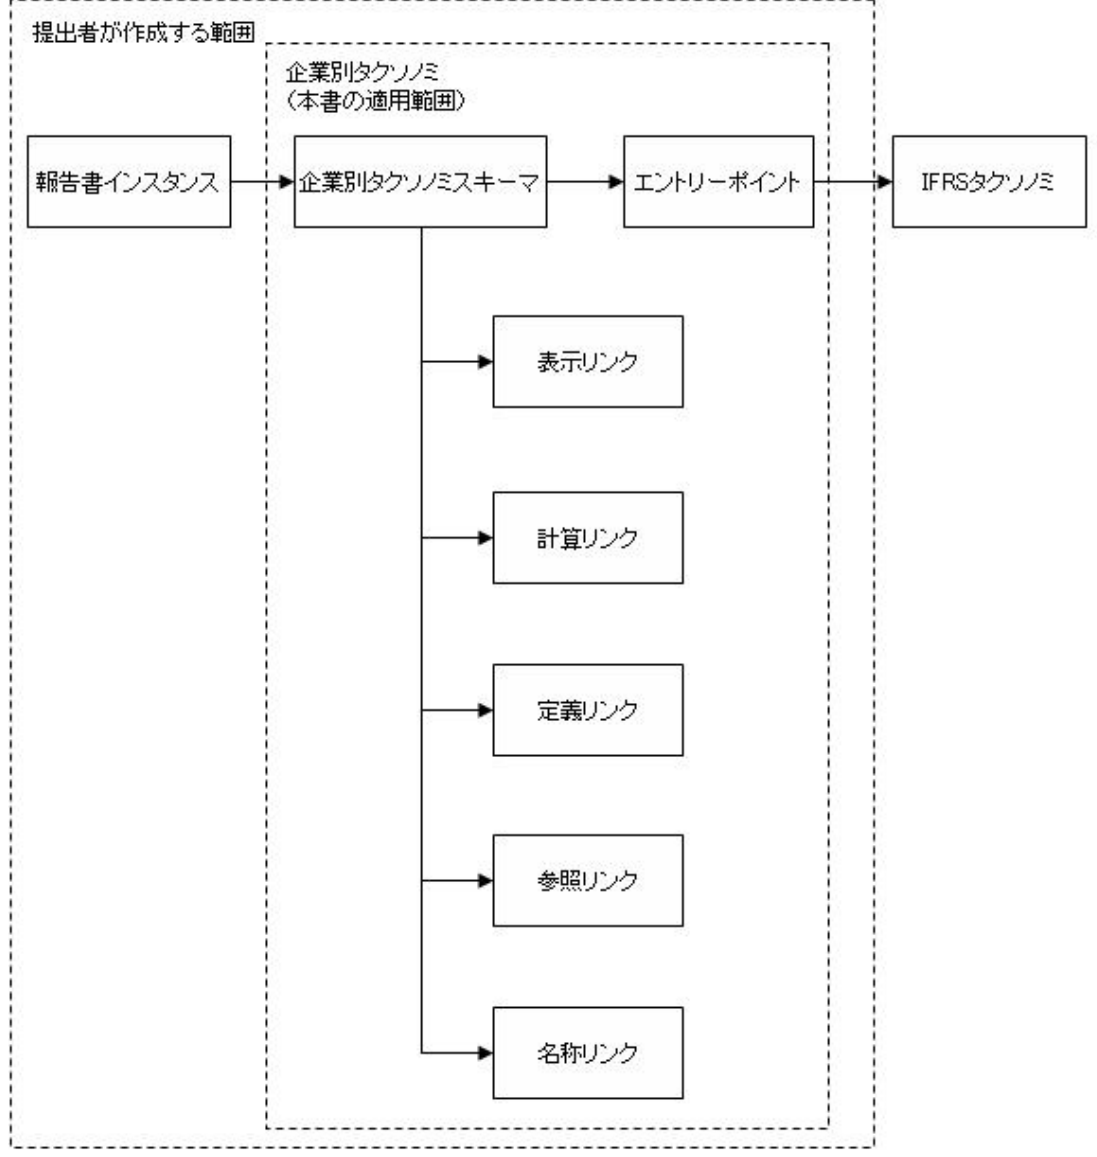 提出者が作成する範囲
企業別タクソノミ
（本書の適用範囲）
報告書インスタンス
企業別タクソノミスキーマ
エントリーポイント
IFRSタクソノミ
表示リンク
計算リンク
定義リンク
参照リンク
名称リンク